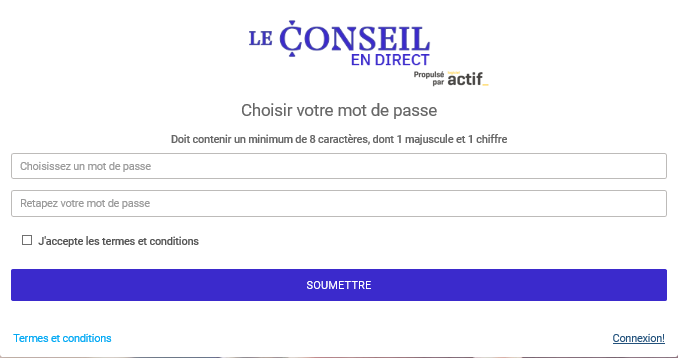 LE CONSEIL
EN DIRECT
Propulsé
par actif_
Choisir votre mot de passe
Doit contenir un minimum de 8 caractères, dont 1 majuscule et 1 chiffre
Choisissez un mot de passe
Retapez votre mot de passe
J'accepte les termes et conditions
SOUMETTRE
Termes et conditions
Connexion!